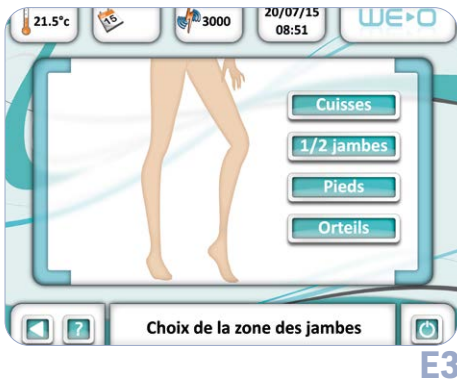 21.5°c
15
3000
20/07/15
08:51
WE▸O
Cuisses
1/2 jambes
Pieds
Orteils
?
Choix de la zone des jambes
E3